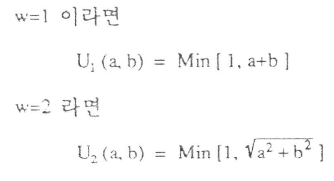 w=1 이라면
U₁ (a, b) = Min [ 1, a+b ]
w=2 라면
U₂ (a, b) = Min [1, √a² + b² ]